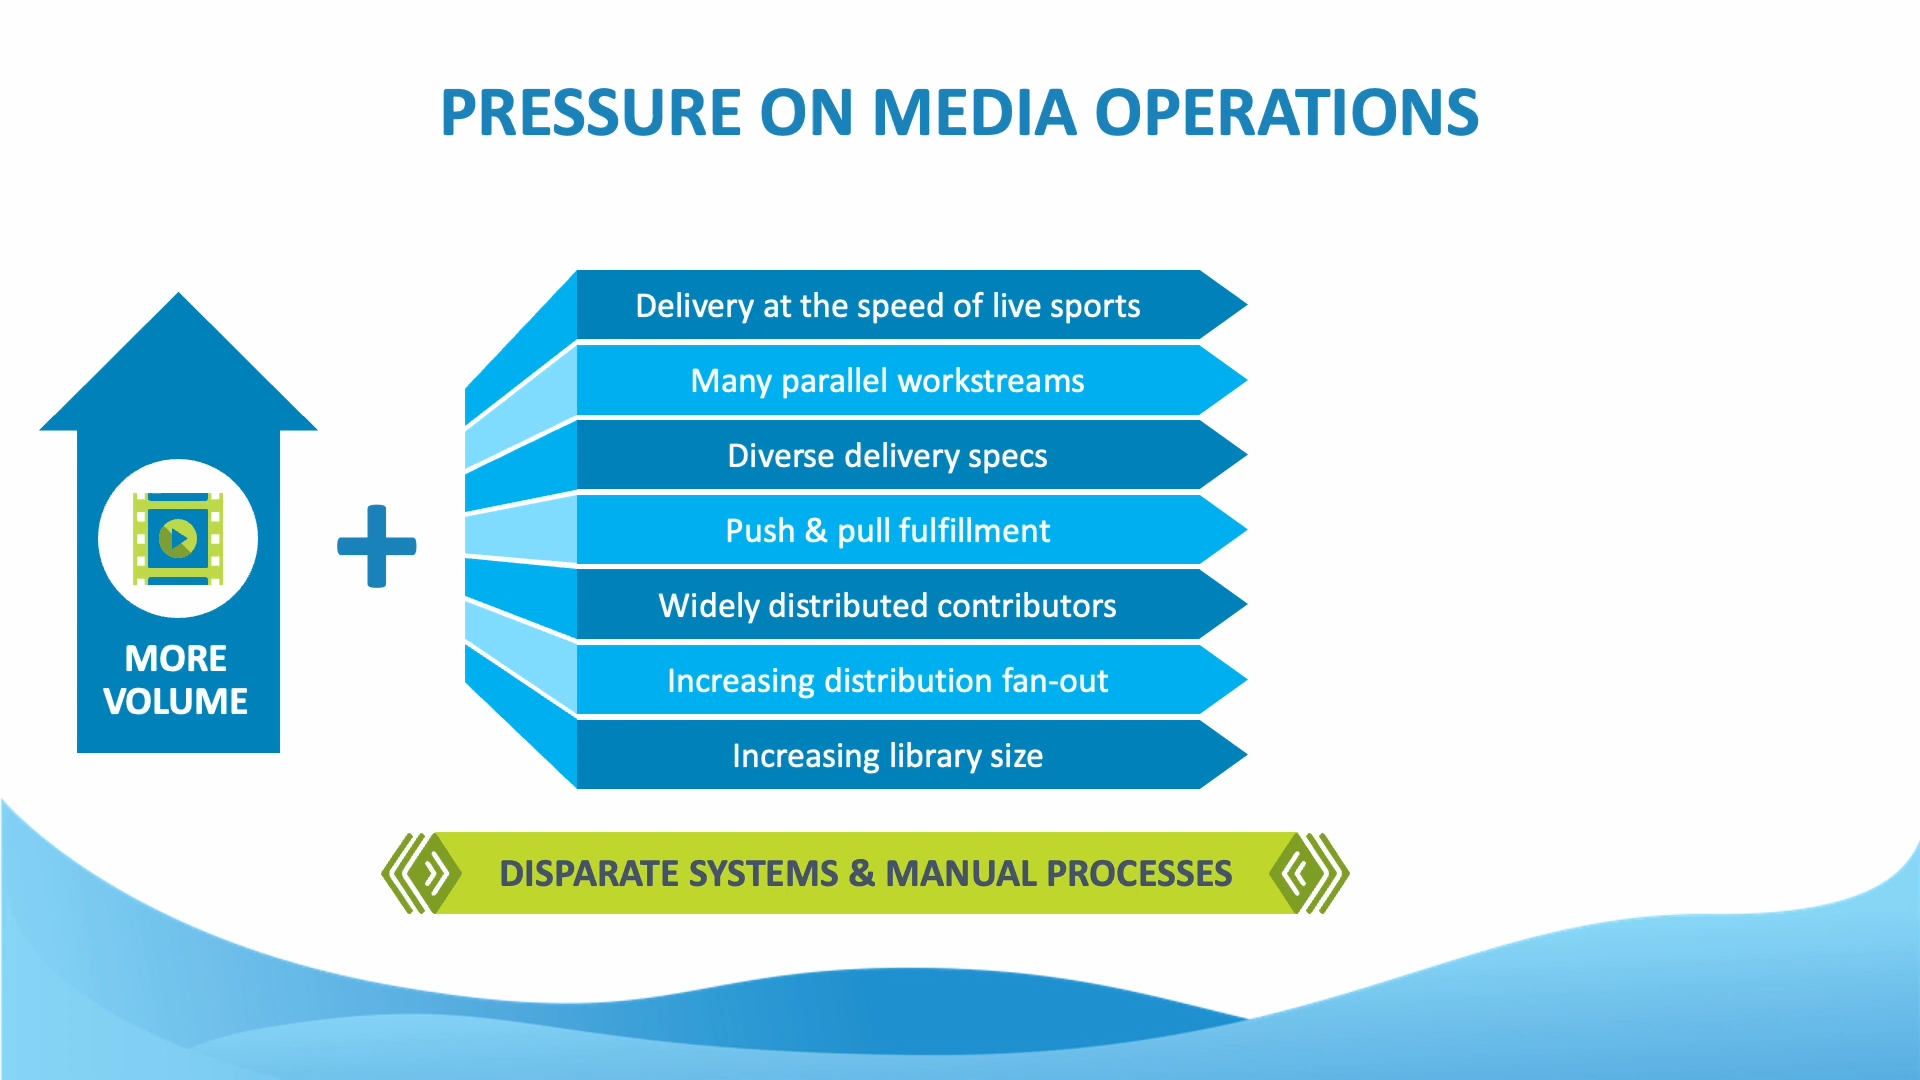 PRESSURE ON MEDIA OPERATIONS
MORE
VOLUME
Delivery at the speed of live sports
Many parallel workstreams
Diverse delivery specs
Push & pull fulfillment
Widely distributed contributors
Increasing distribution fan-out
Increasing library size
DISPARATE SYSTEMS & MANUAL PROCESSES